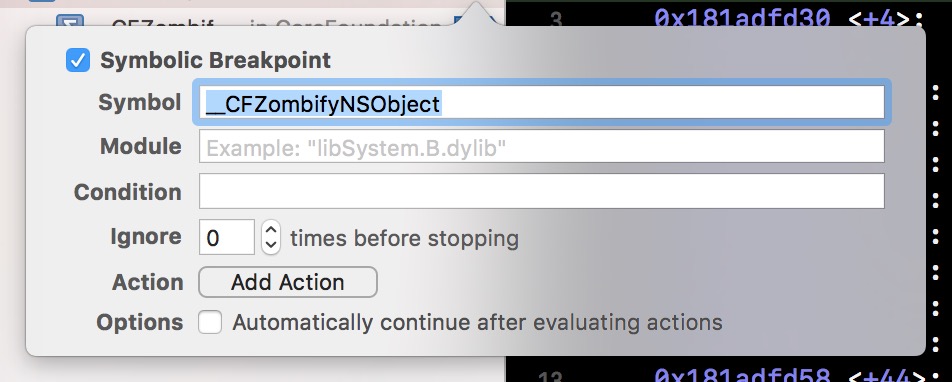 CFZombif... in CoreFoundation
3 0x181adfd30 <+4>:
Symbolic Breakpoint
Symbol __CFZombifyNSObject
Module Example: "libSystem.B.dylib"
Condition
Ignore 0 times before stopping
Action Add Action
Options Automatically continue after evaluating actions
13 0x181adfd58 <+44>: